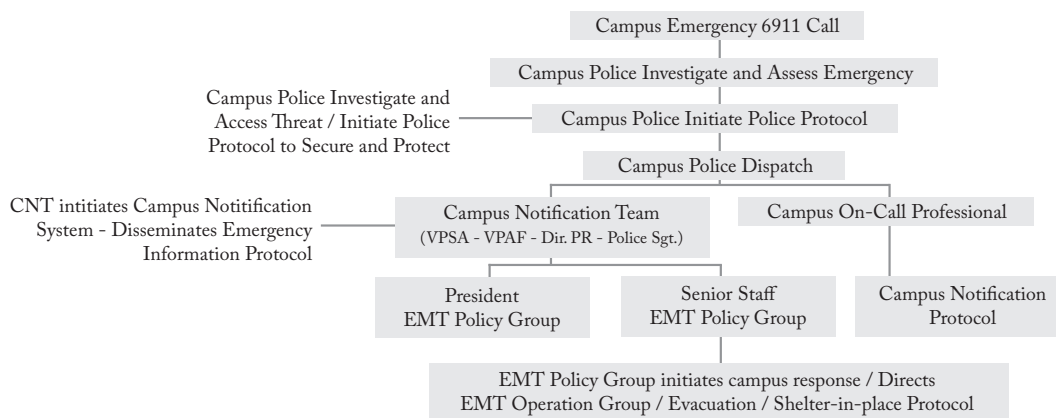 Campus Emergency 6911 Call
Campus Police Investigate and Assess Emergency
Campus Police Investigate and
Access Threat / Initiate Police
Protocol to Secure and Protect
Campus Police Initiate Police Protocol
Campus Police Dispatch
CNT intitiates Campus Notitification
System - Disseminates Emergency
Information Protocol
Campus Notification Team
(VPSA - VPAF - Dir. PR - Police Sgt.)
Campus On-Call Professional
President
EMT Policy Group
Senior Staff
EMT Policy Group
Campus Notification
Protocol
EMT Policy Group initiates campus response / Directs
EMT Operation Group / Evacuation / Shelter-in-place Protocol